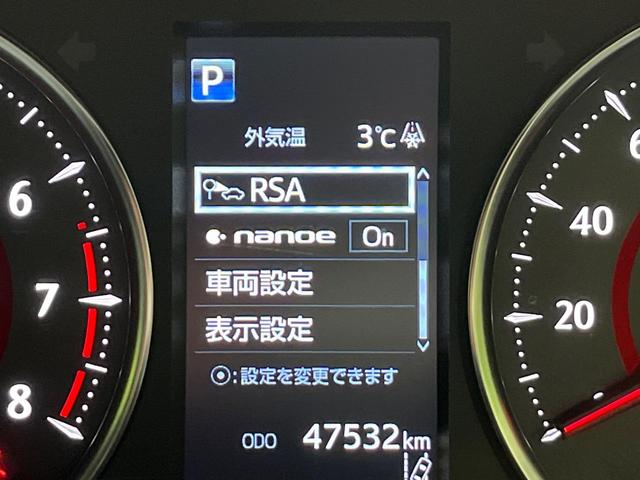 P
外気温 3℃
RSA
nanoe On
車両設定
表示設定
⦿:設定を変更できます
ODO 47532km
6
7
8
6
40
20